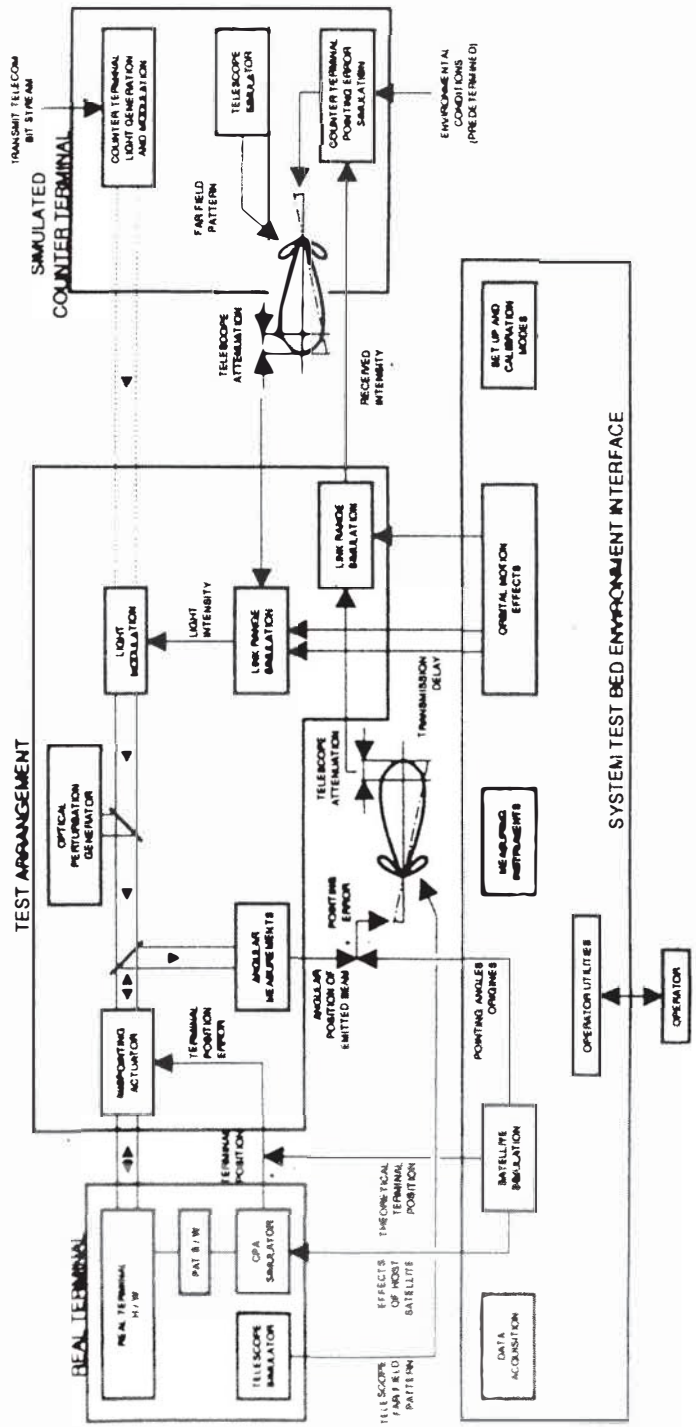 REAL TERMINAL
REAL TERMINAL
H / W
PAT S / W
CPA
SIMULATOR
TELESCOPE
SIMULATOR
TERMINAL
POSITION
TEST ARRANGEMENT
MISPOINTING
ACTUATOR
TERMINAL
POSITION
ERROR
OPTICAL
PERTURBATION
GENERATOR
ANGULAR
MEASUREMENTS
ANGULAR
POSITION OF
EMITTED BEAM
POINTING
ERROR
LIGHT
MODULATION
LIGHT
INTENSITY
LINK RANGE
SIMULATION
LINK RANGE
SIMULATION
TELESCOPE
ATTENUATION
TRANSMISSION
DELAY
SIMULATED
COUNTER TERMINAL
TRANSMIT TELECOM
BIT STREAM
COUNTER TERMINAL
LIGHT GENERATION
AND MODULATION
TELESCOPE
SIMULATOR
FAR FIELD
PATTERN
TELESCOPE
ATTENUATION
COUNTER TERMINAL
POINTING ERROR
SIMULATION
RECEIVED
INTENSITY
ENVIRONMENTAL
CONDITIONS
(PREDETERMINED)
TELESCOPE
FAR FIELD
PATTERN
EFFECTS
OF HOST
SATELLITE
THEORETICAL
TERMINAL
POSITION
POINTING ANGLES
ORIGINES
DATA
ACQUISITION
SATELLITE
SIMULATION
MEASURING
INSTRUMENTS
ORBITAL MOTION
EFFECTS
SET UP AND
CALIBRATION
MODES
OPERATOR UTILITIES
OPERATOR
SYSTEM TEST BED ENVIRONMENT INTERFACE